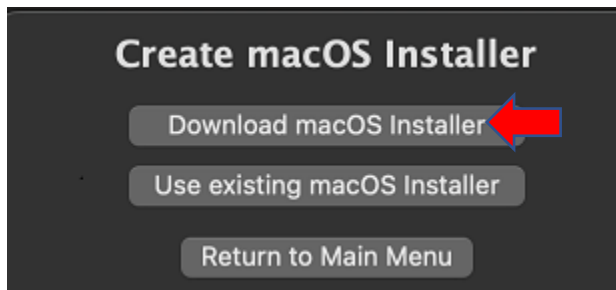 Create macOS Installer
Download macOS Installer
Use existing macOS Installer
Return to Main Menu